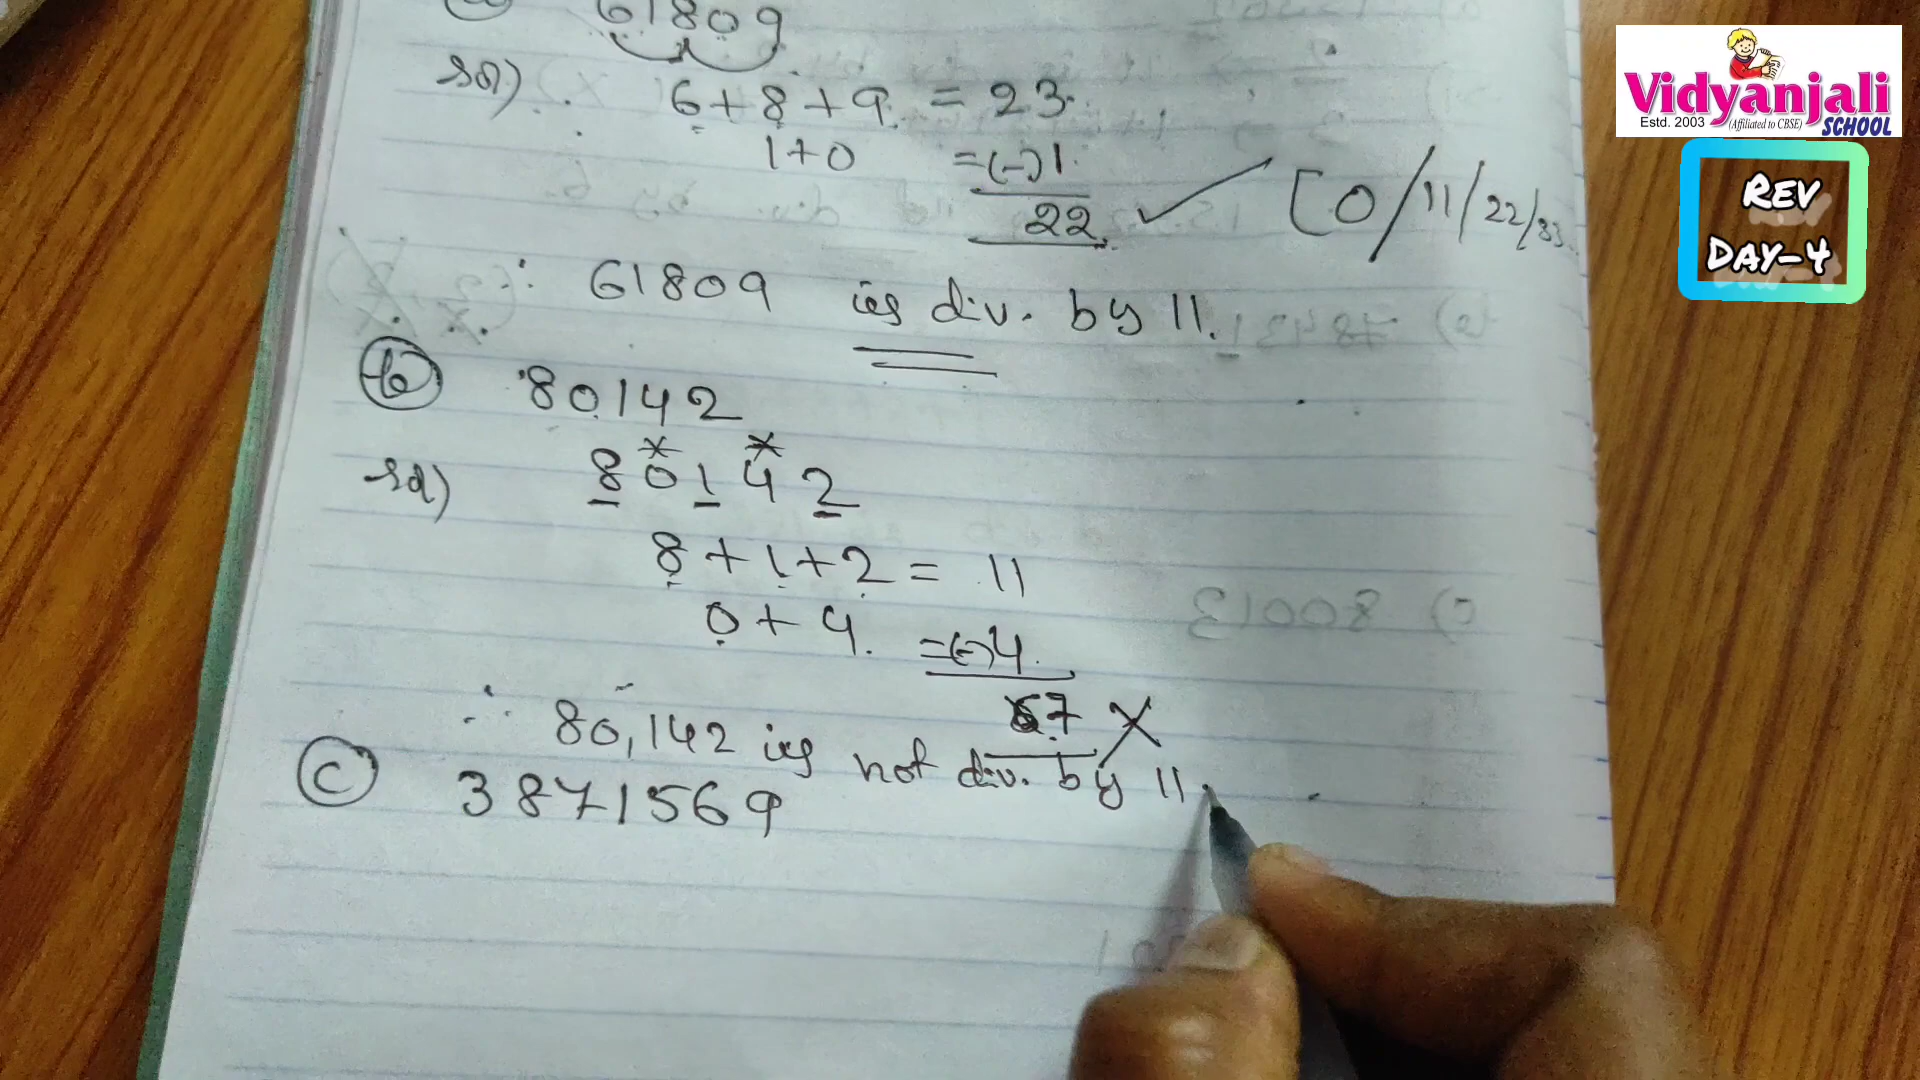 61809
sol) 6+8+9 = 23
1+0 =(-)1
22 ✓ [0/11/22/33
∴ 61809 is div. by 11.
(b) 80142
sol) 80142
8+1+2 = 11
0+4 =(-)4
7 X
∴ 80,142 is not div. by 11.
(c) 3871569
Vidyanjali
Estd. 2003 (Affiliated to CBSE) SCHOOL
REV
DAY-4